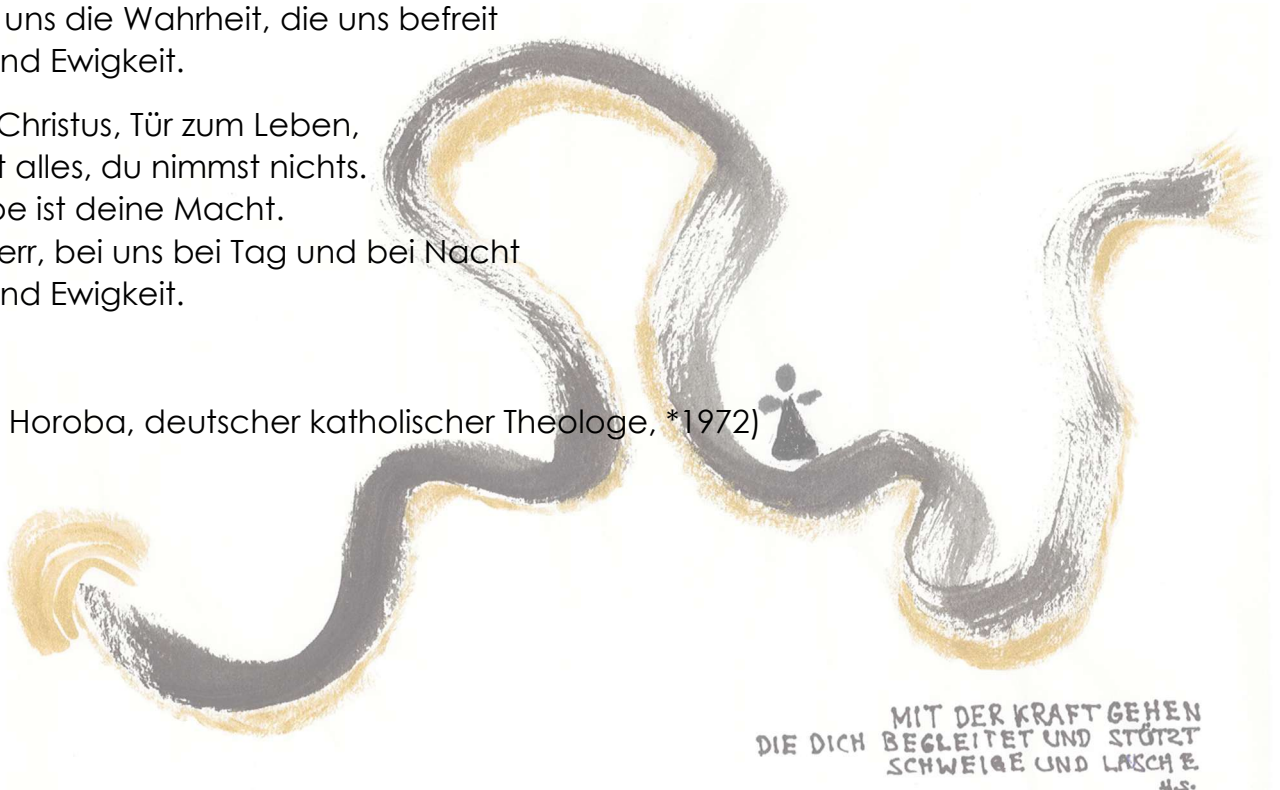 uns die Wahrheit, die uns befreit
nd Ewigkeit.
Christus, Tür zum Leben,
t alles, du nimmst nichts.
be ist deine Macht.
err, bei uns bei Tag und bei Nacht
nd Ewigkeit.
Horoba, deutscher katholischer Theologe, *1972)
MIT DER KRAFT GEHEN
DIE DICH BEGLEITET UND STÜTZT
SCHWEIGE UND LAUSCHE
H.S.